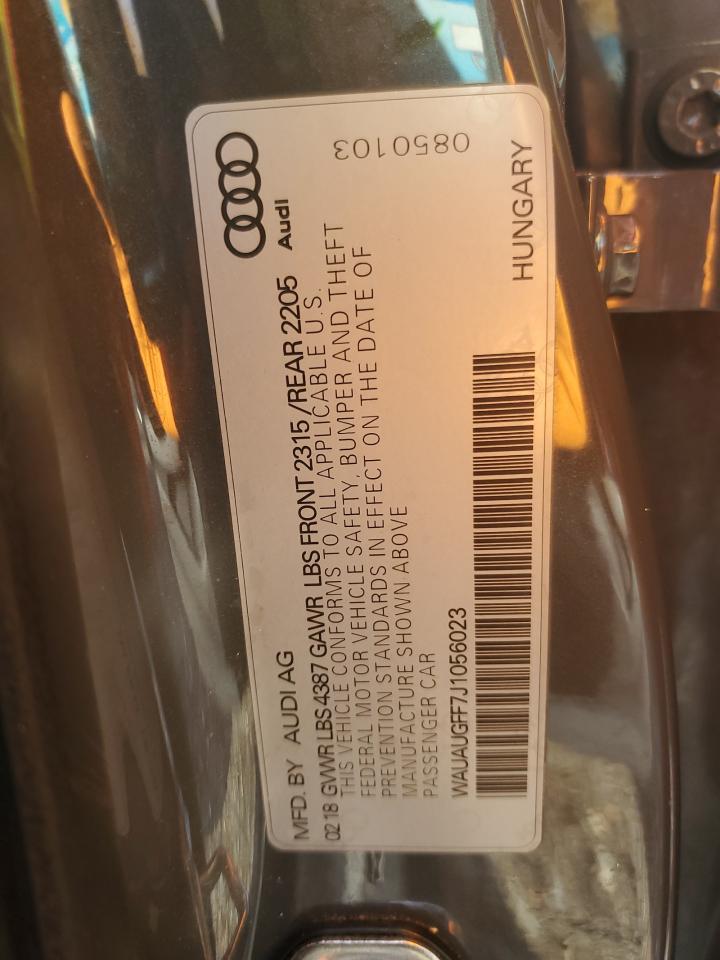 MFD. BY AUDI AG
02 18 GVWR LBS 4387 GAWR LBS FRONT 2315 /REAR 2205
THIS VEHICLE CONFORMS TO ALL APPLICABLE U.S.
FEDERAL MOTOR VEHICLE SAFETY, BUMPER AND THEFT
PREVENTION STANDARDS IN EFFECT ON THE DATE OF
MANUFACTURE SHOWN ABOVE
PASSENGER CAR
WAUAUGFF7J1056023
Audi
0850103
HUNGARY